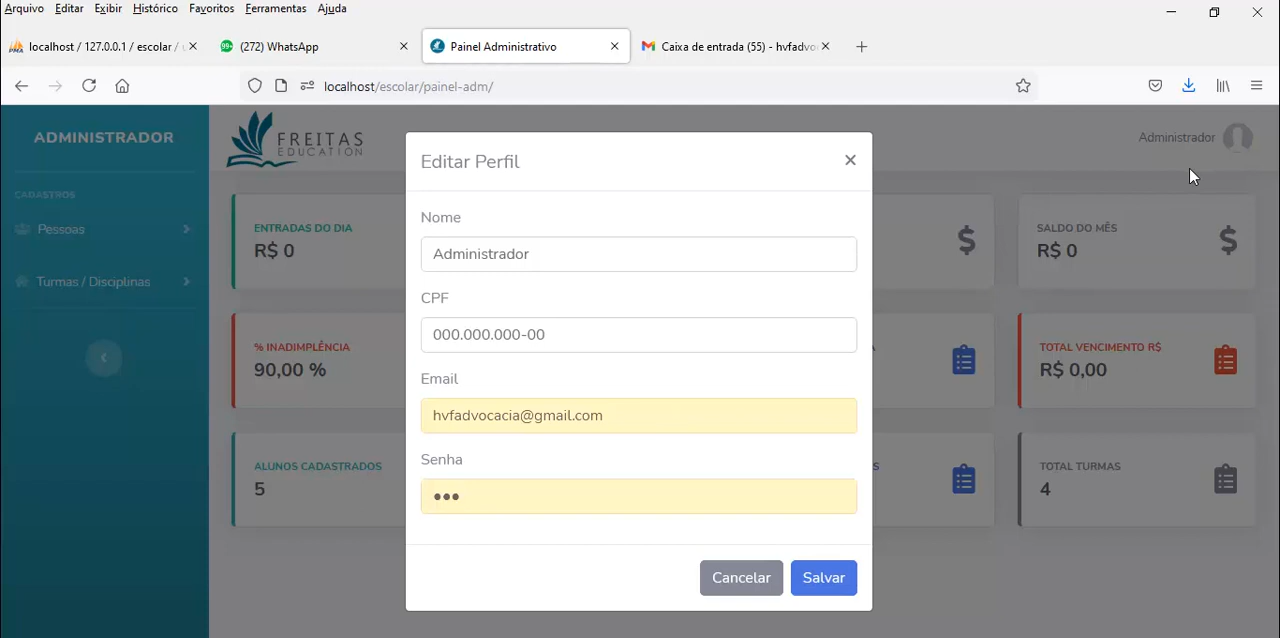 Arquivo Editar Exibir Histórico Favoritos Ferramentas Ajuda
localhost / 127.0.0.1 / escolar /
99+ (272) WhatsApp
Painel Administrativo
Caixa de entrada (55) - hvfadvo
localhost/escolar/painel-adm/
ADMINISTRADOR
FREITAS
EDUCATION
Administrador
CADASTROS
Pessoas
Turmas / Disciplinas
ENTRADAS DO DIA
R$ 0
SALDO DO MÊS
R$ 0
% INADIMPLÊNCIA
90,00 %
TOTAL VENCIMENTO R$
R$ 0,00
ALUNOS CADASTRADOS
5
TOTAL TURMAS
4
Editar Perfil
Nome
Administrador
CPF
000.000.000-00
Email
hvfadvocacia@gmail.com
Senha
●●●
Cancelar
Salvar